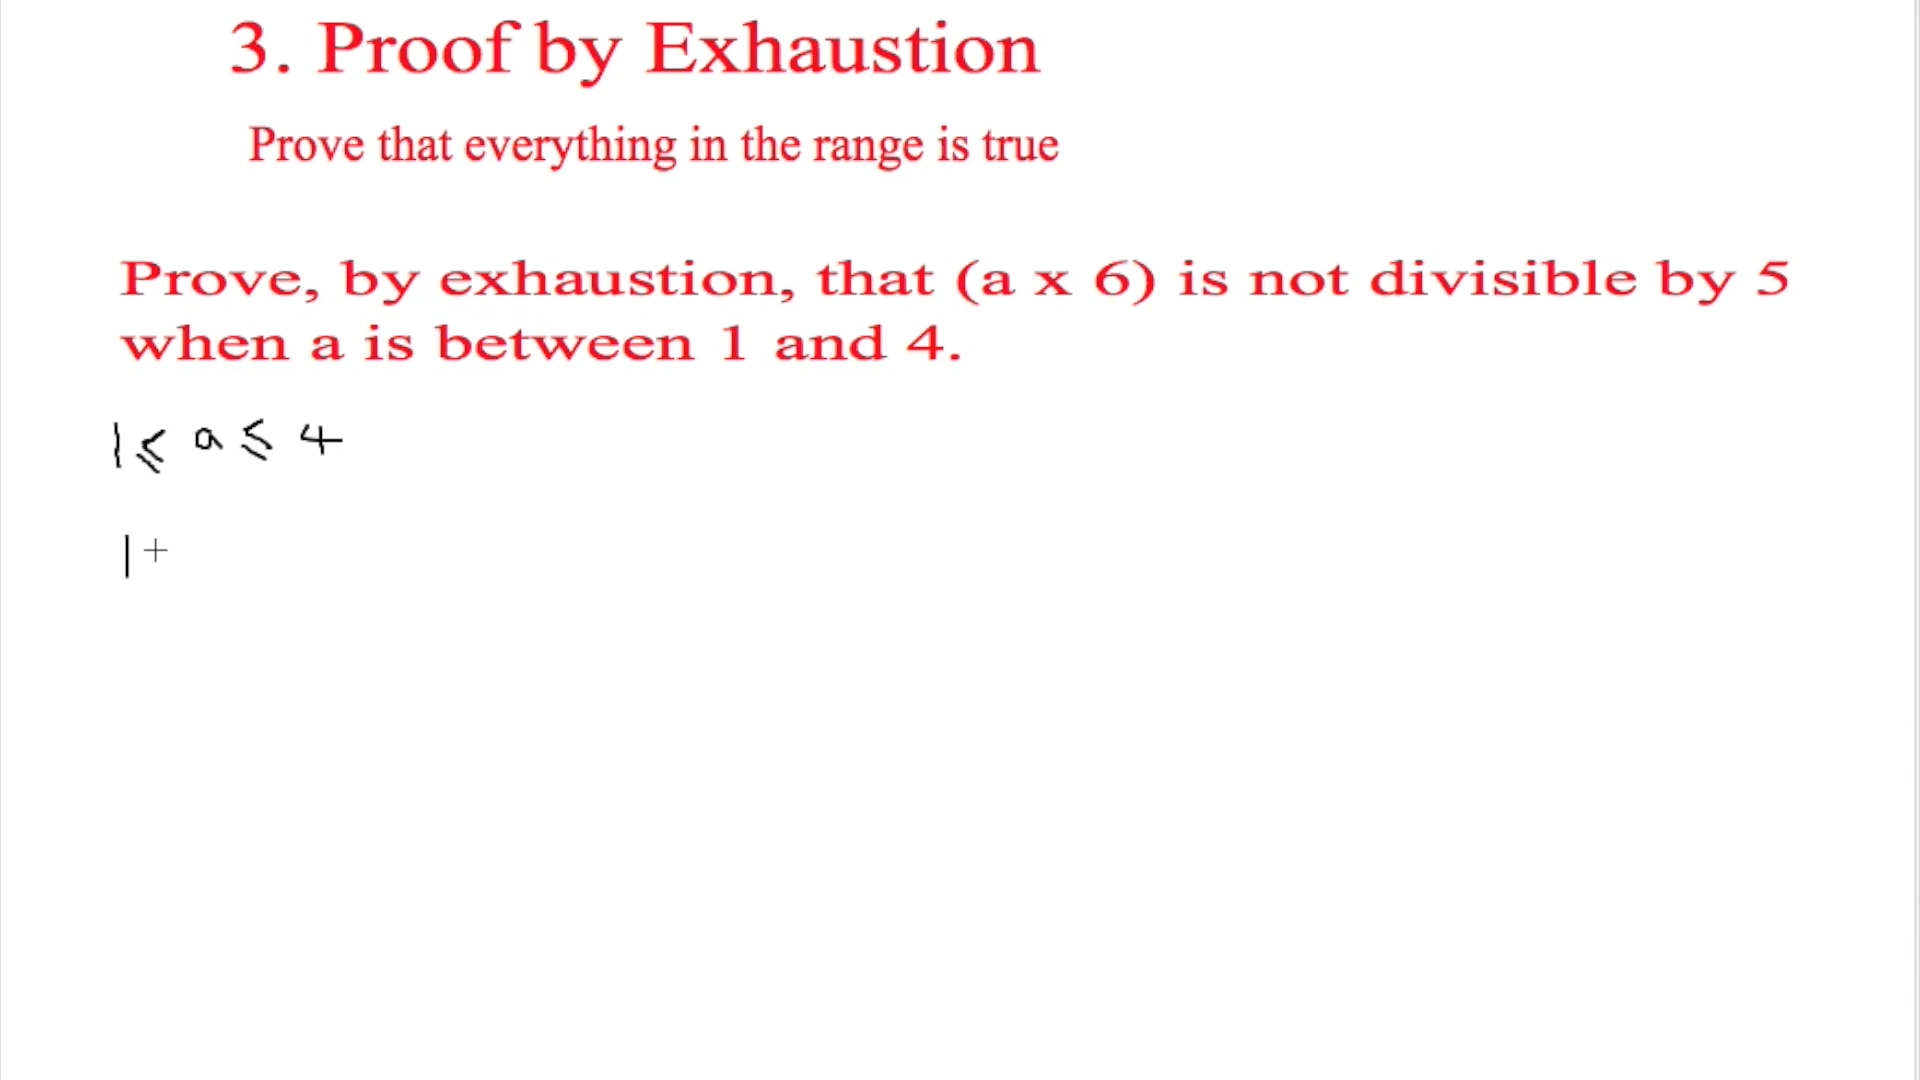 3. Proof by Exhaustion
Prove that everything in the range is true
Prove, by exhaustion, that (a x 6) is not divisible by 5
when a is between 1 and 4.
1 ⩽ a ⩽ 4
1